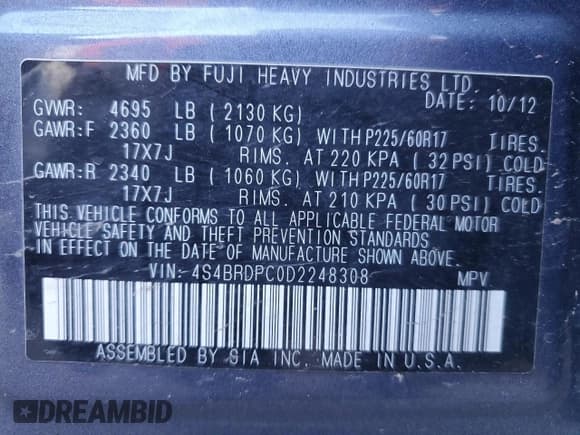 MFD BY FUJI HEAVY INDUSTRIES LTD.
DATE: 10/12
GVWR: 4695 LB (2130 KG)
GAWR:F 2360 LB (1070 KG) WITH P225/60R17 TIRES.
17X7J RIMS. AT 220 KPA (32 PSI) COLD
GAWR:R 2340 LB (1060 KG) WITH P225/60R17 TIRES.
17X7J RIMS. AT 210 KPA (30 PSI) COLD
THIS VEHICLE CONFORMS TO ALL APPLICABLE FEDERAL MOTOR
VEHICLE SAFETY AND THEFT PREVENTION STANDARDS
IN EFFECT ON THE DATE OF MANUFACTURE SHOWN ABOVE.
VIN: 4S4BRDPC0D2248308 MPV
ASSEMBLED BY SIA INC. MADE IN U.S.A.
DREAMBID